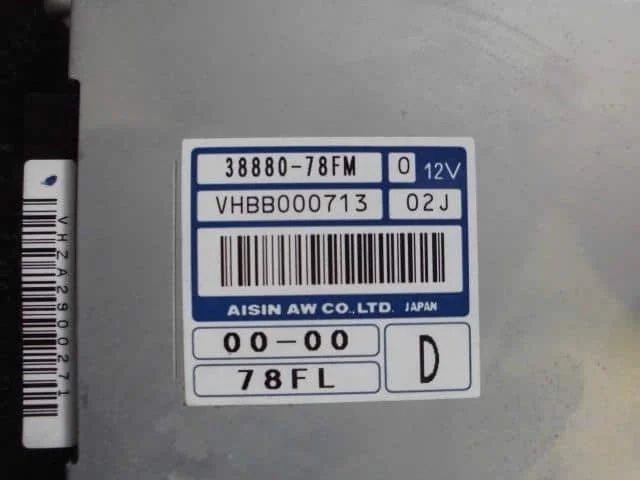 38880-78FM 0 12V
VHBB000713 02J
AISIN AW CO.,LTD. JAPAN
00-00
78FL D
VHZA2900271